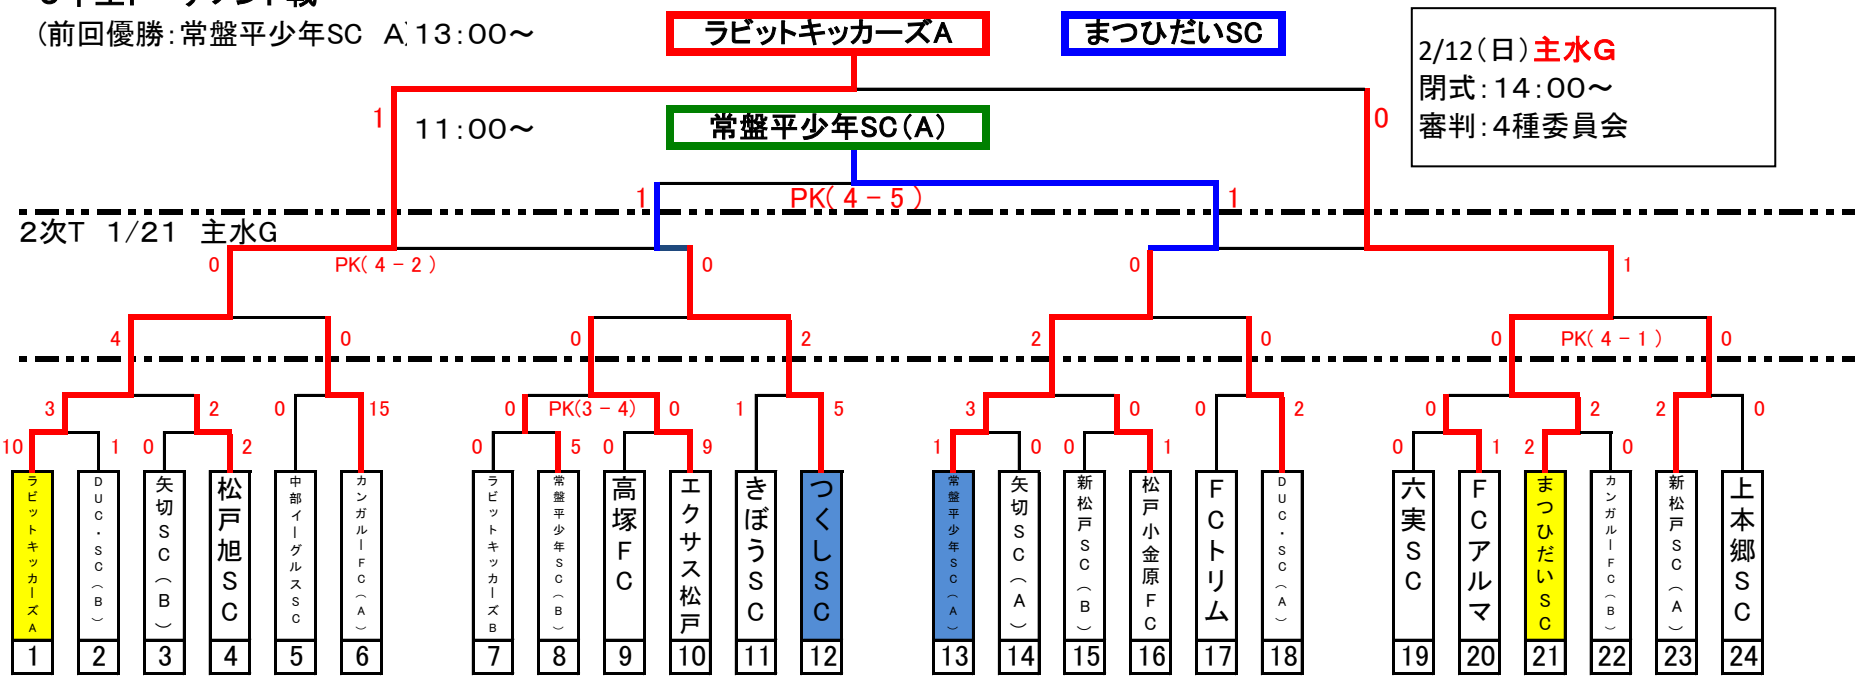 (前回優勝:常盤平少年SC A 13:00~
ラビットキッカーズA
まつひだいSC
2/12(日)主水G
閉式:14:00~
審判:4種委員会
1
11:00~
常盤平少年SC(A)
0
1
PK( 4 - 5 )
1
2次T 1/21 主水G
0
PK( 4 - 2 )
0
0
1
4
0
0
2
2
0
0
PK( 4 - 1 )
0
3
2
0
15
0
PK(3 - 4)
0
1
5
3
0
0
2
0
2
2
0
10
1
0
2
0
5
0
9
1
0
0
1
0
1
2
0
ラビットキッカーズA
DUC・SC(B)
矢切SC(B)
松戸旭SC
中部イーグルスSC
カンガルーFC(A)
ラビットキッカーズB
常盤平少年SC(B)
高塚FC
エクサス松戸
きぼうSC
つくしSC
常盤平少年SC(A)
矢切SC(A)
新松戸SC(B)
松戸小金原FC
FCトリム
DUC・SC(A)
六実SC
FCアルマ
まつひだいSC
カンガルーFC(B)
新松戸SC(A)
上本郷SC
1
2
3
4
5
6
7
8
9
10
11
12
13
14
15
16
17
18
19
20
21
22
23
24